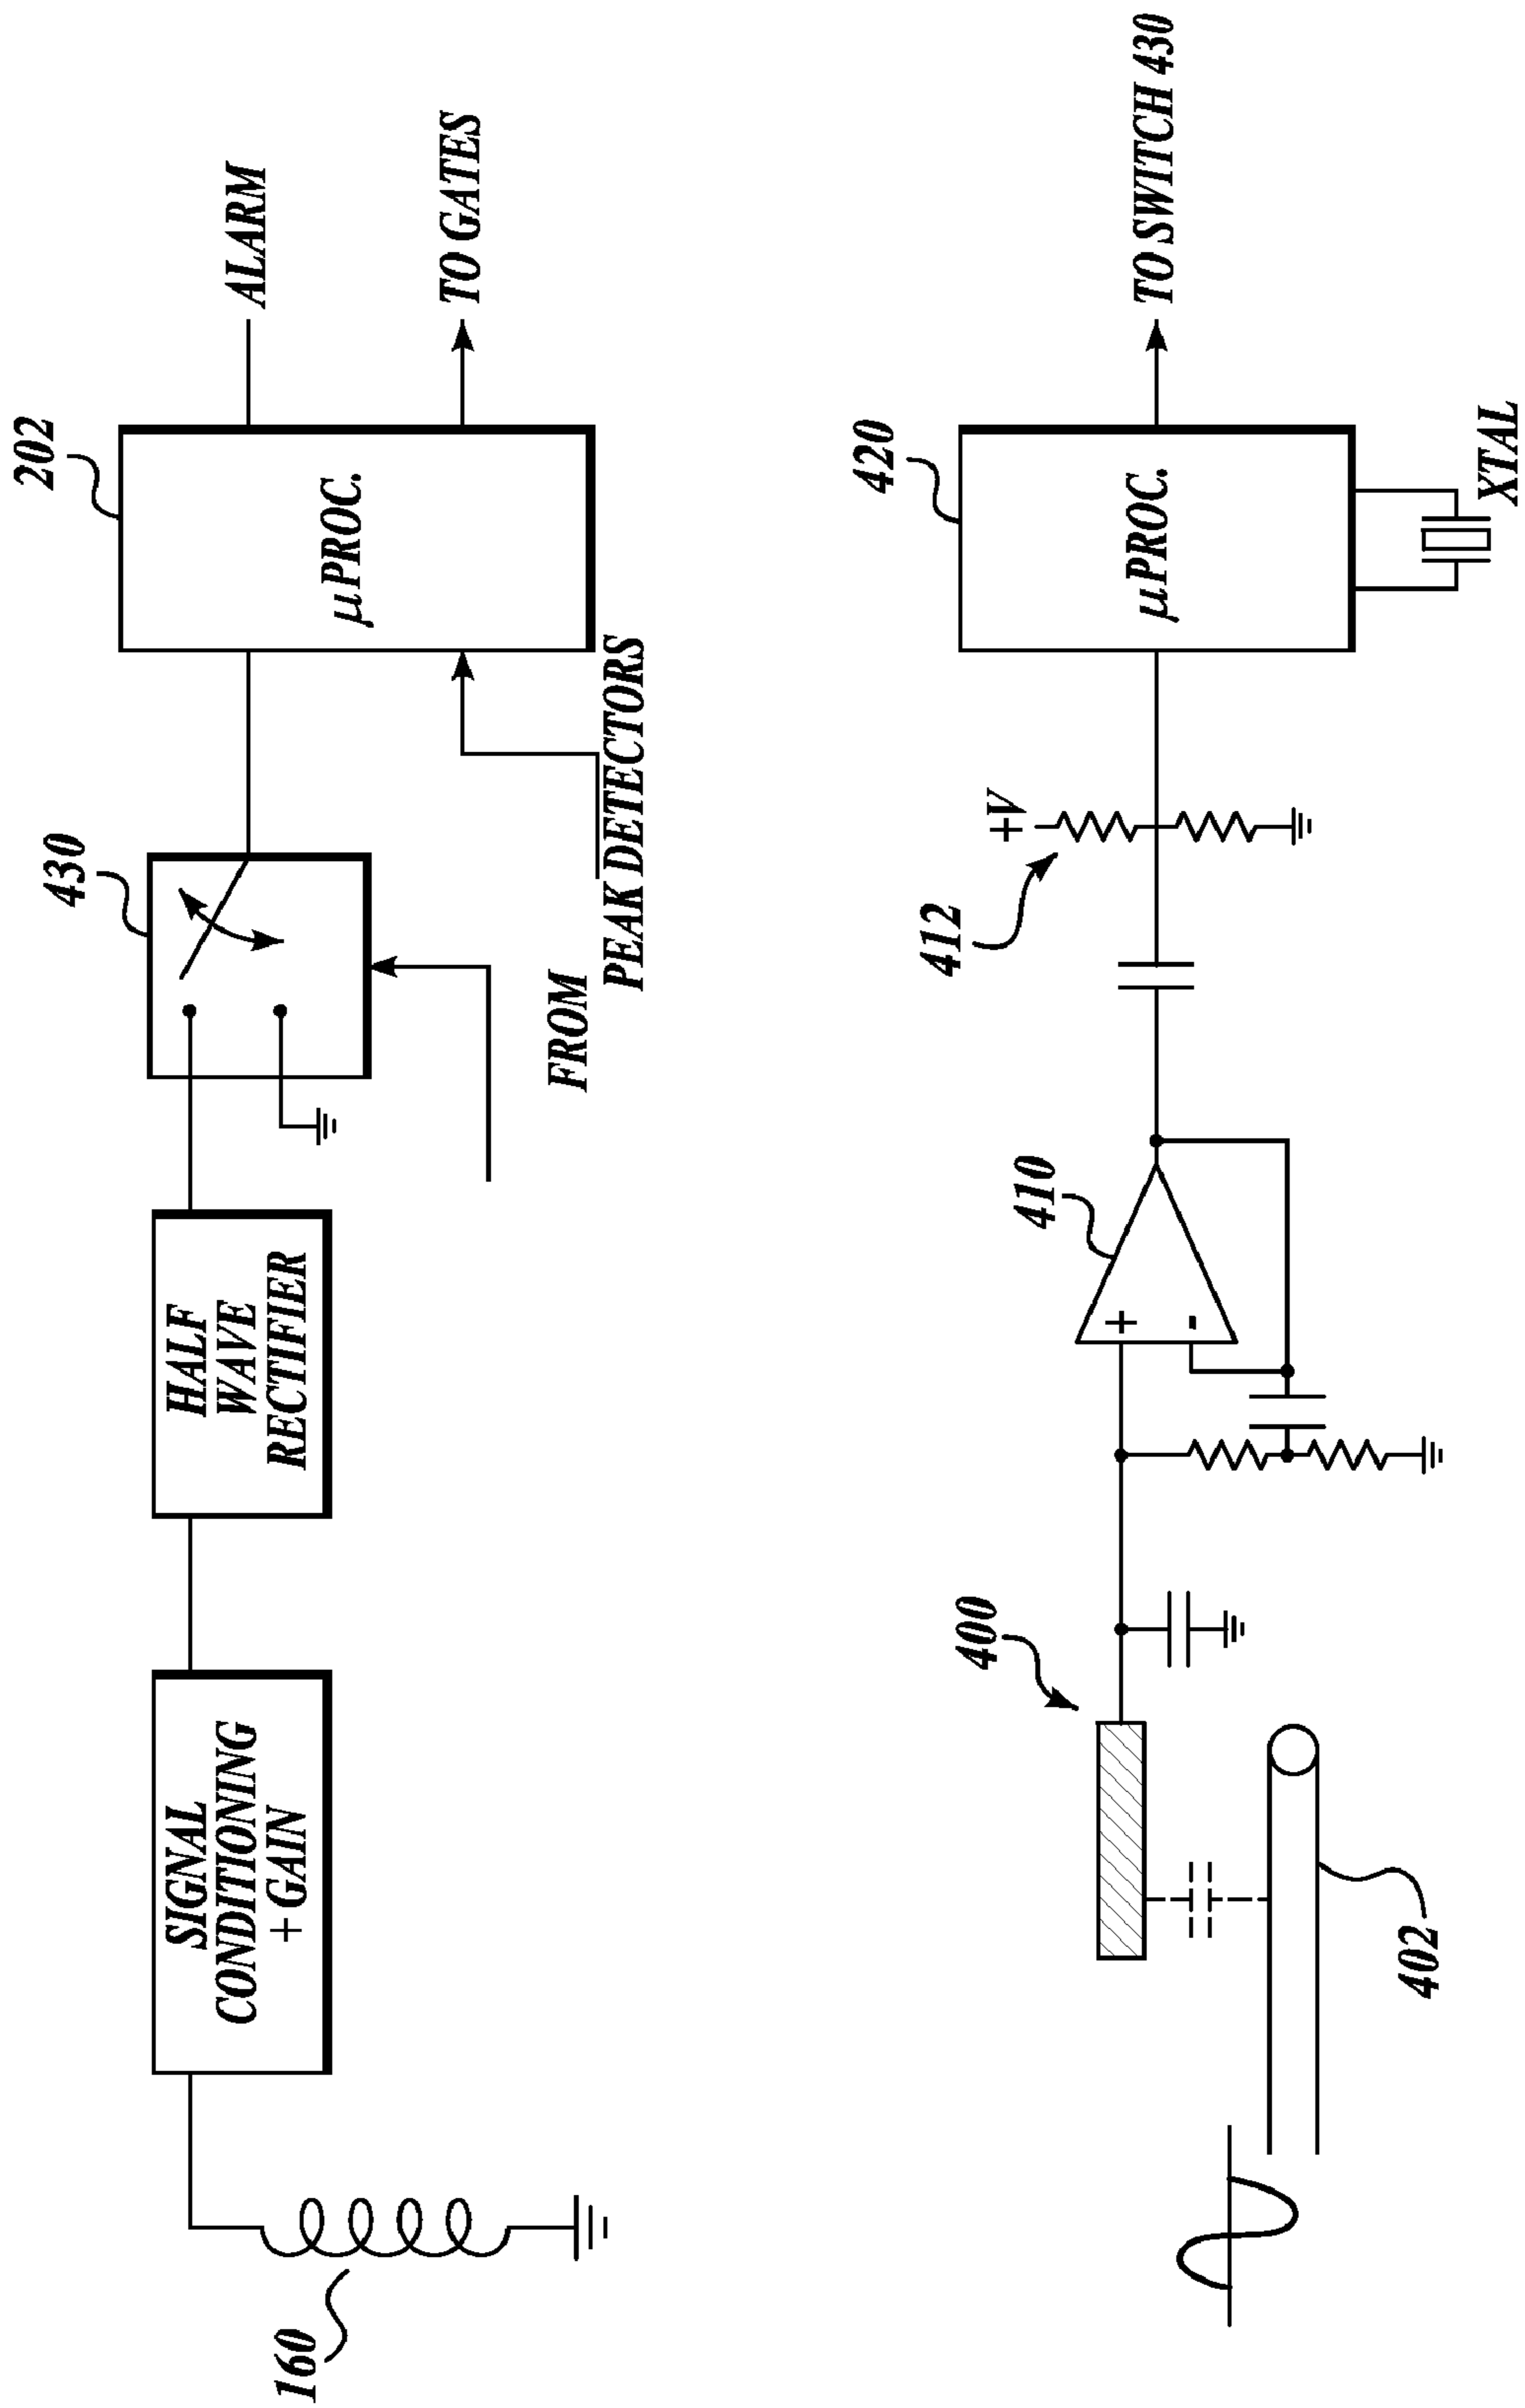 160
SIGNAL
CONDITIONING
+ GAIN
HALF
WAVE
RECTIFIER
430
FROM
PEAK DETECTORS
202
μPROC.
ALARM
TO GATES
402
400
410
+
-
412
+V
420
μPROC.
XTAL
TO SWITCH 430